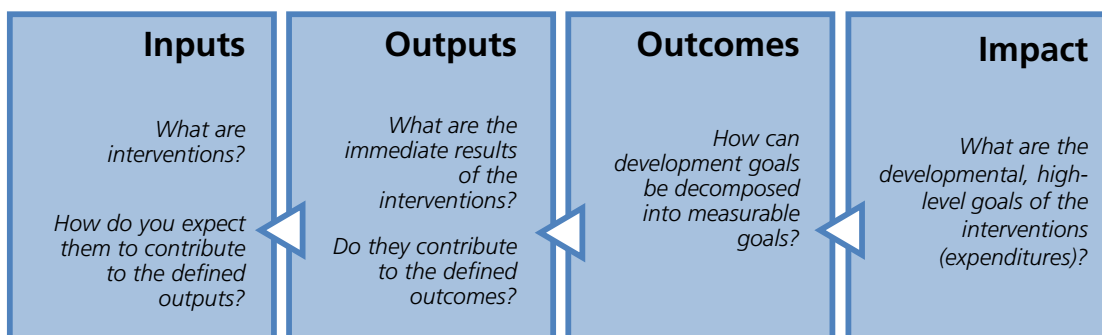 Inputs
What are
interventions?
How do you expect
them to contribute
to the defined
outputs?
Outputs
What are the
immediate results
of the
interventions?
Do they contribute
to the defined
outcomes?
Outcomes
How can
development goals
be decomposed
into measurable
goals?
Impact
What are the
developmental, high-
level goals of the
interventions
(expenditures)?